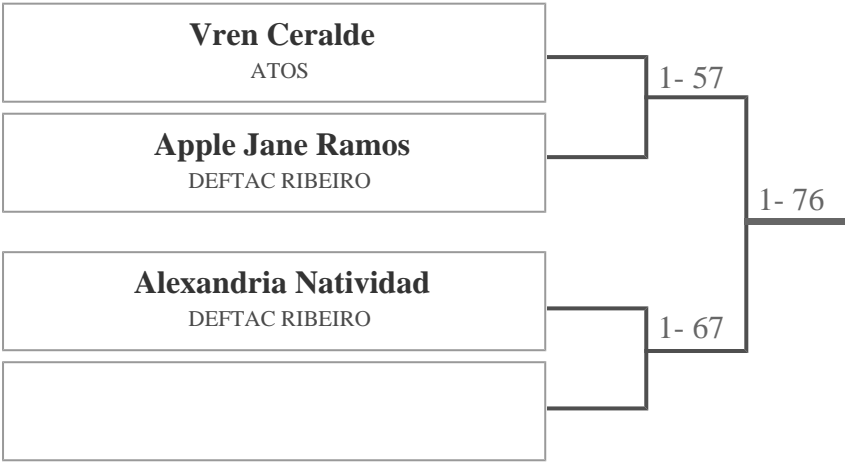 Vren Ceralde
ATOS
1- 57
Apple Jane Ramos
DEFTAC RIBEIRO
1- 76
Alexandria Natividad
DEFTAC RIBEIRO
1- 67